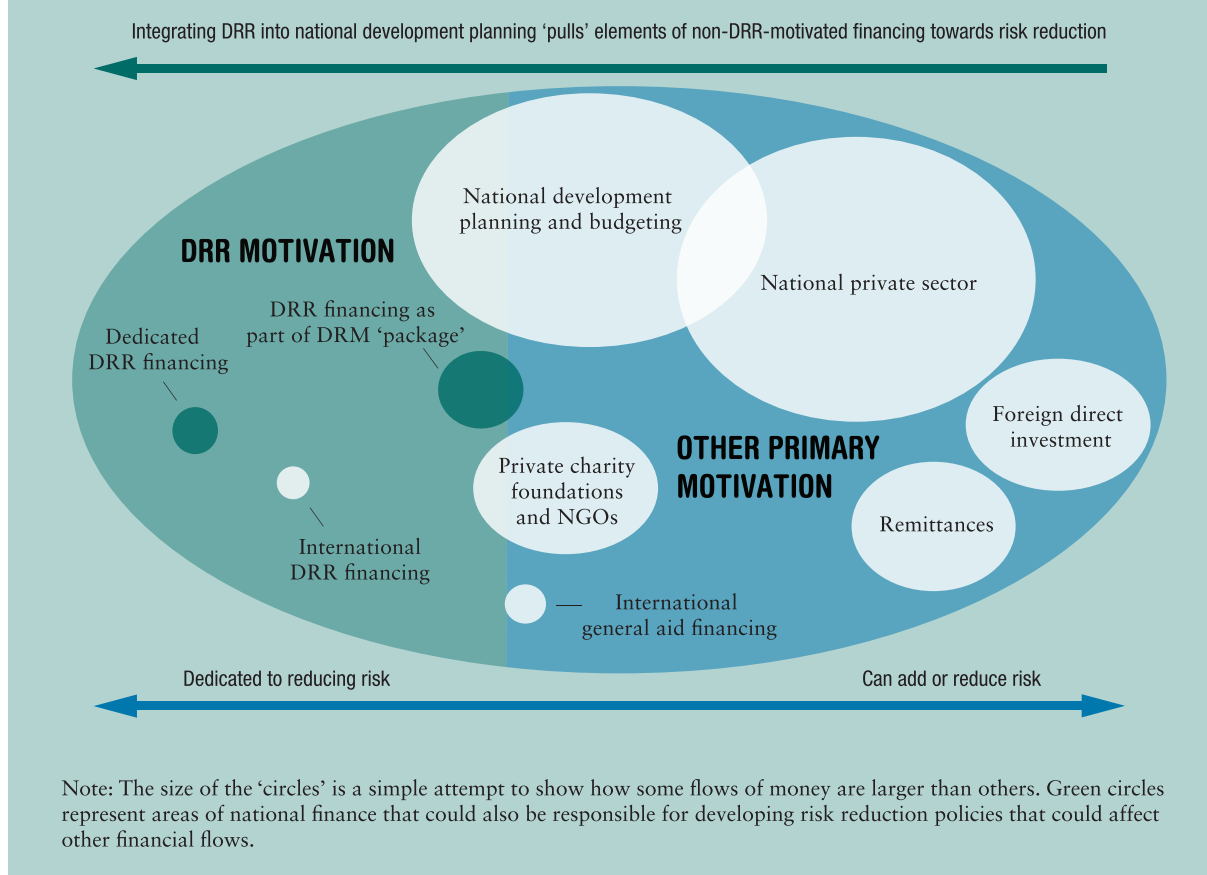 Integrating DRR into national development planning ‘pulls’ elements of non-DRR-motivated financing towards risk reduction
National development
planning and budgeting
DRR MOTIVATION
National private sector
DRR financing as
part of DRM ‘package’
Dedicated
DRR financing
Foreign direct
investment
OTHER PRIMARY
MOTIVATION
Private charity
foundations
and NGOs
Remittances
International
DRR financing
International
general aid financing
Dedicated to reducing risk
Can add or reduce risk
Note: The size of the ‘circles’ is a simple attempt to show how some flows of money are larger than others. Green circles
represent areas of national finance that could also be responsible for developing risk reduction policies that could affect
other financial flows.